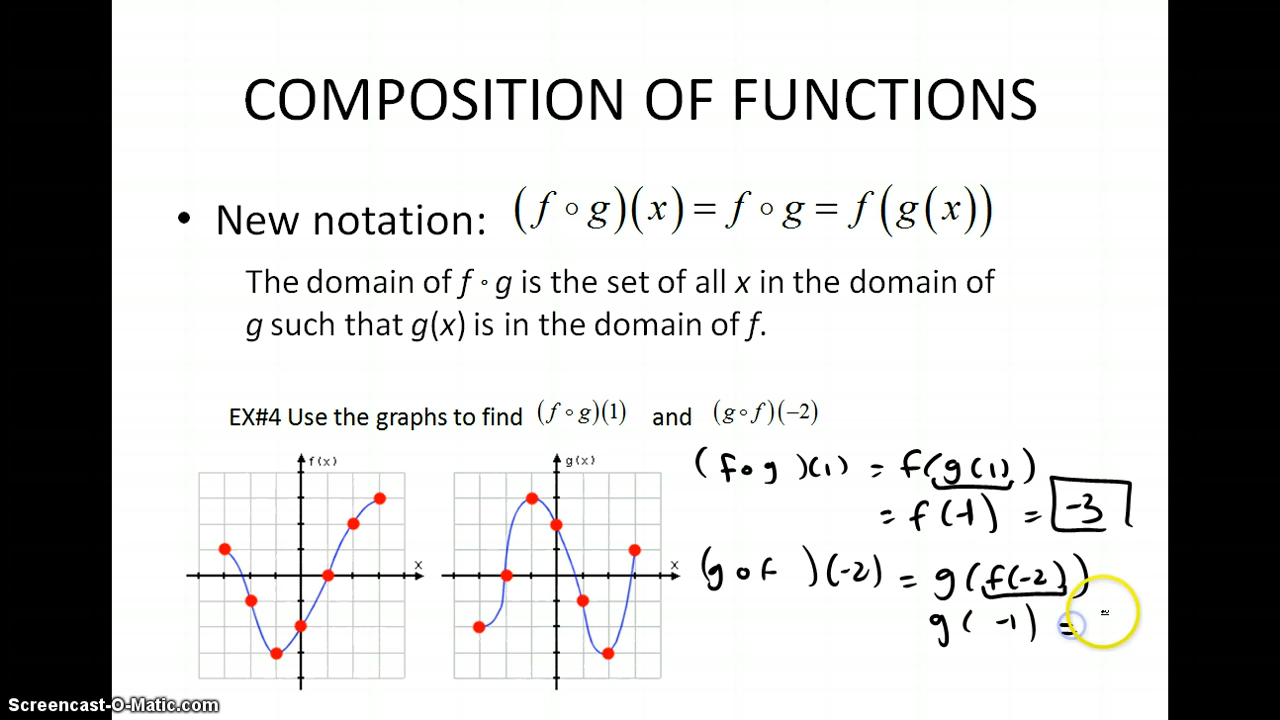 COMPOSITION OF FUNCTIONS
• New notation: (f ∘ g)(x) = f ∘ g = f(g(x))
The domain of f ∘ g is the set of all x in the domain of
g such that g(x) is in the domain of f.
EX#4 Use the graphs to find (f ∘ g)(1) and (g ∘ f)(−2)
f(x)
x
g(x)
x
(f∘g)(1) = f(g(1))
= f(-1) = -3
(g∘f)(-2) = g(f(-2))
g(-1) =
Screencast-O-Matic.com